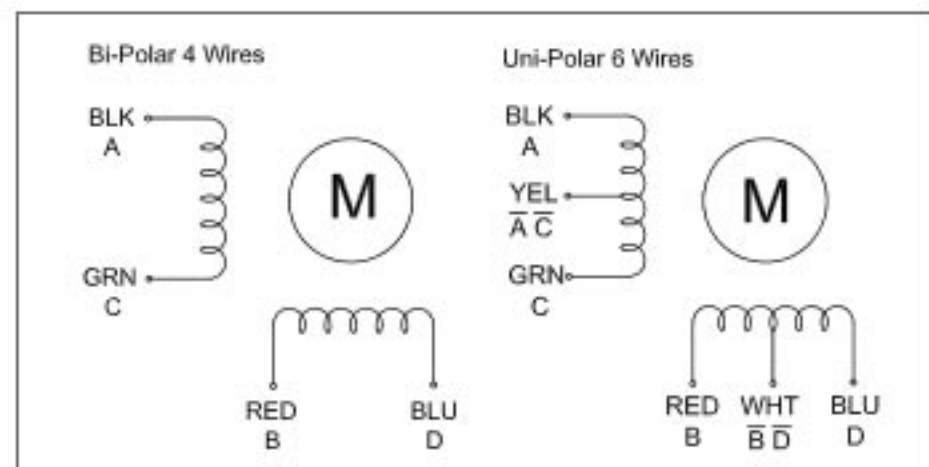 Bi-Polar 4 Wires
BLK
A
M
GRN
C
RED
B
BLU
D
Uni-Polar 6 Wires
BLK
A
YEL
A̅ C̅
M
GRN
C
RED
B
WHT
B̅ D̅
BLU
D